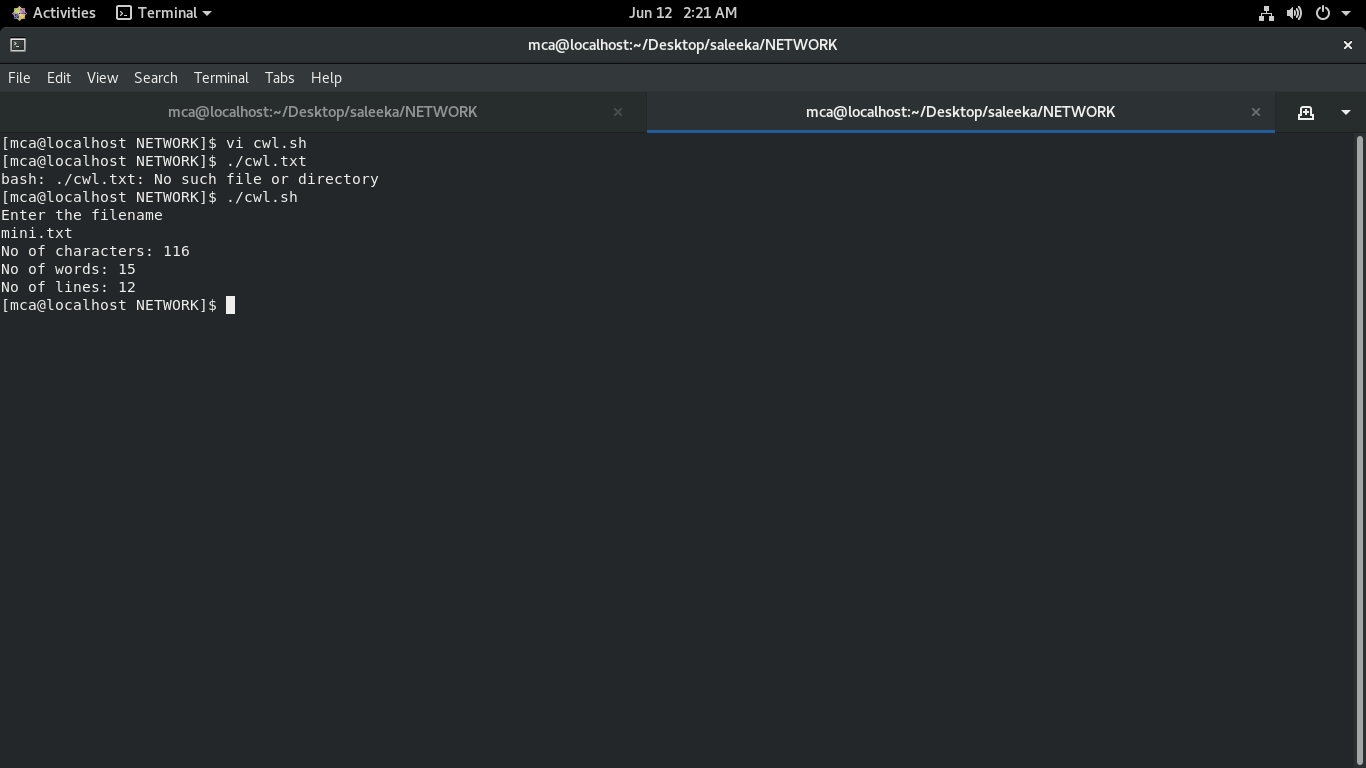 Activities Terminal Jun 12 2:21 AM
mca@localhost:~/Desktop/saleeka/NETWORK
File Edit View Search Terminal Tabs Help
mca@localhost:~/Desktop/saleeka/NETWORK mca@localhost:~/Desktop/saleeka/NETWORK
[mca@localhost NETWORK]$ vi cwl.sh
[mca@localhost NETWORK]$ ./cwl.txt
bash: ./cwl.txt: No such file or directory
[mca@localhost NETWORK]$ ./cwl.sh
Enter the filename
mini.txt
No of characters: 116
No of words: 15
No of lines: 12
[mca@localhost NETWORK]$